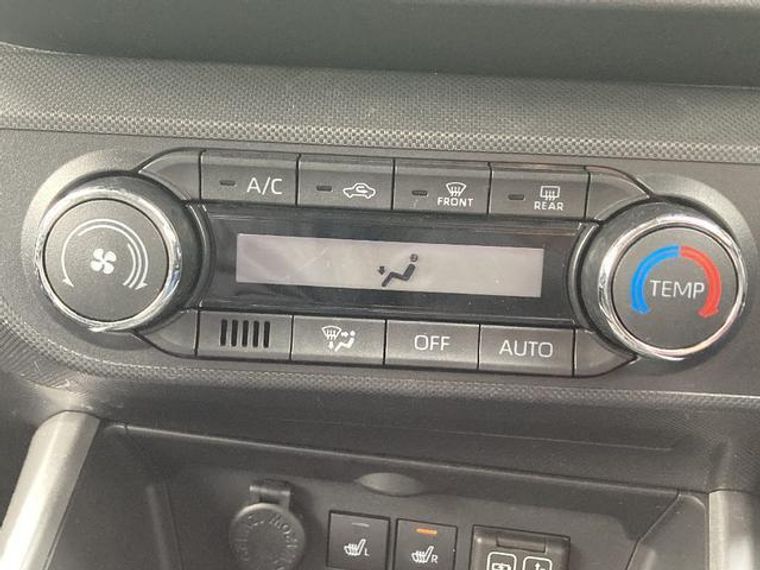 A/C
FRONT
REAR
TEMP
OFF
AUTO
L
R